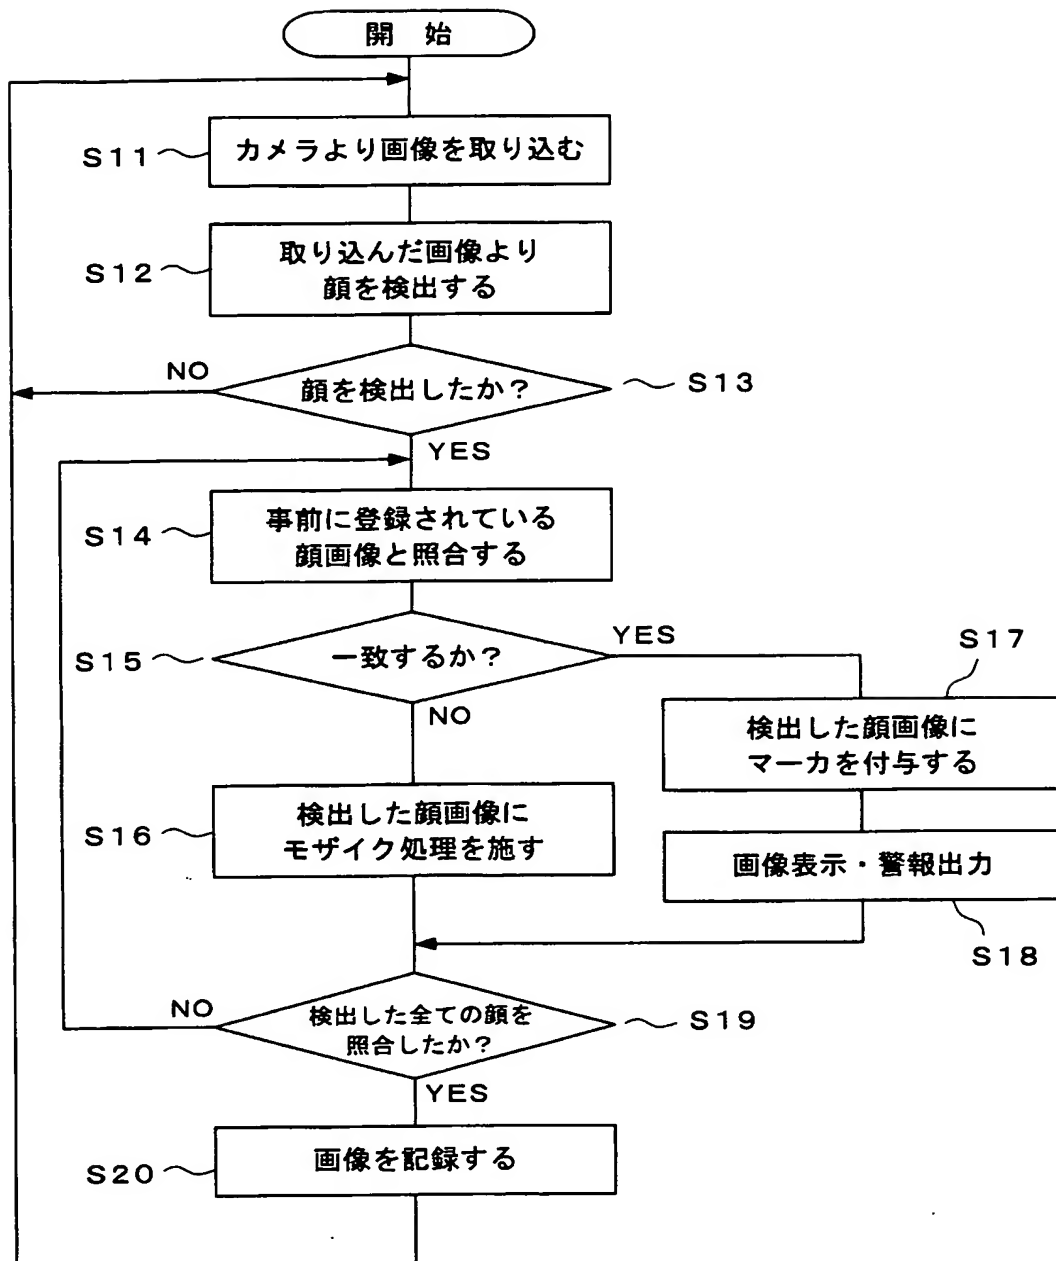 開 始
S11
カメラより画像を取り込む
S12
取り込んだ画像より
顔を検出する
NO
顔を検出したか？
S13
YES
S14
事前に登録されている
顔画像と照合する
S15
一致するか？
YES
S17
NO
検出した顔画像に
マーカを付与する
S16
検出した顔画像に
モザイク処理を施す
画像表示・警報出力
S18
NO
検出した全ての顔を
照合したか？
S19
YES
S20
画像を記録する